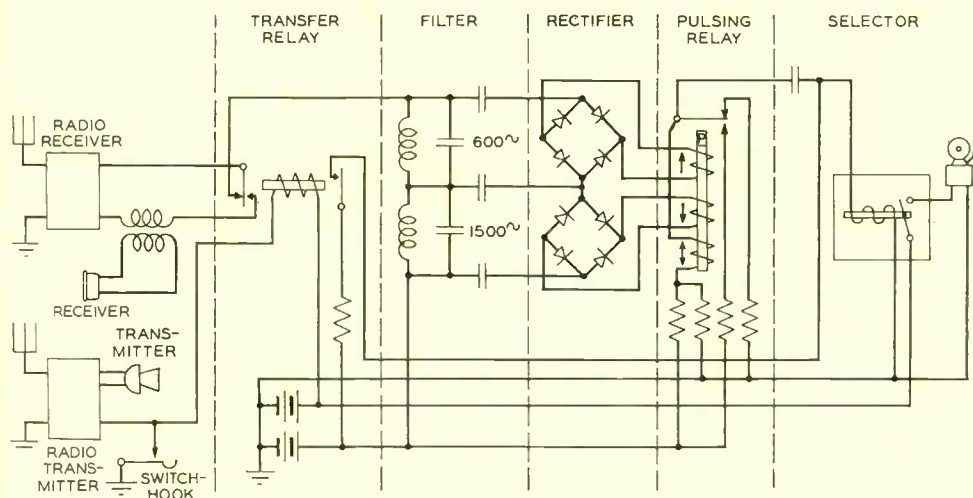 TRANSFER
RELAY
FILTER
RECTIFIER
PULSING
RELAY
SELECTOR
RADIO
RECEIVER
600~
1500~
RECEIVER
TRANS-
MITTER
RADIO
TRANS-
MITTER
SWITCH-
HOOK